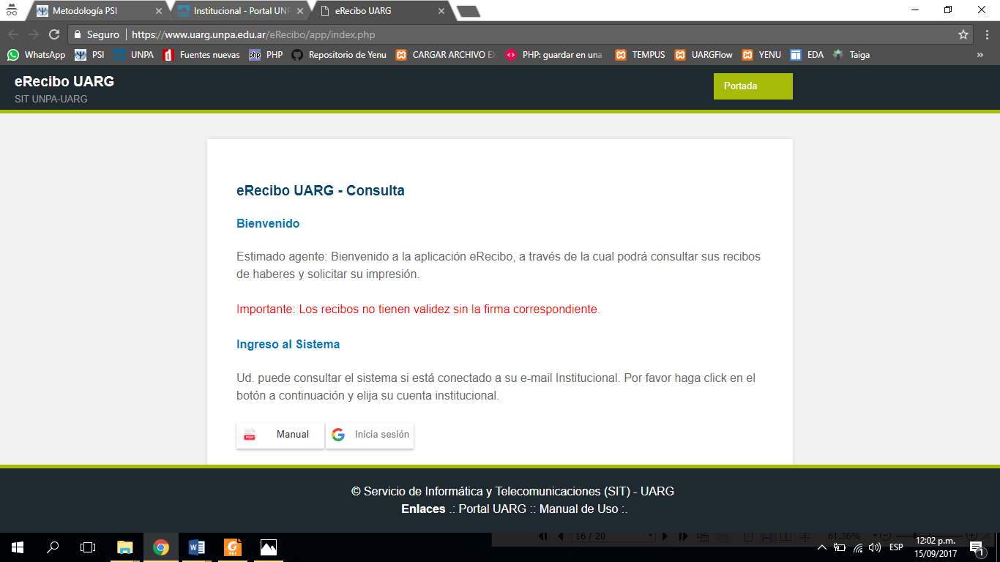 Metodología PSI
Institucional - Portal UNP
eRecibo UARG
Seguro
https://www.uarg.unpa.edu.ar/eRecibo/app/index.php
WhatsApp
PSI
UNPA
Fuentes nuevas
PHP
Repositorio de Yenu
CARGAR ARCHIVO EX
PHP: guardar en una
TEMPUS
UARGFlow
YENU
EDA
Taiga
eRecibo UARG
SIT UNPA-UARG
Portada
eRecibo UARG - Consulta
Bienvenido
Estimado agente: Bienvenido a la aplicación eRecibo, a través de la cual podrá consultar sus recibos
de haberes y solicitar su impresión.
Importante: Los recibos no tienen validez sin la firma correspondiente.
Ingreso al Sistema
Ud. puede consultar el sistema si está conectado a su e-mail Institucional. Por favor haga click en el
botón a continuación y elija su cuenta institucional.
Manual
Inicia sesión
© Servicio de Informática y Telecomunicaciones (SIT) - UARG
Enlaces .: Portal UARG :: Manual de Uso :.
16 / 20
61.36%
ESP
12:02 p.m.
15/09/2017
1